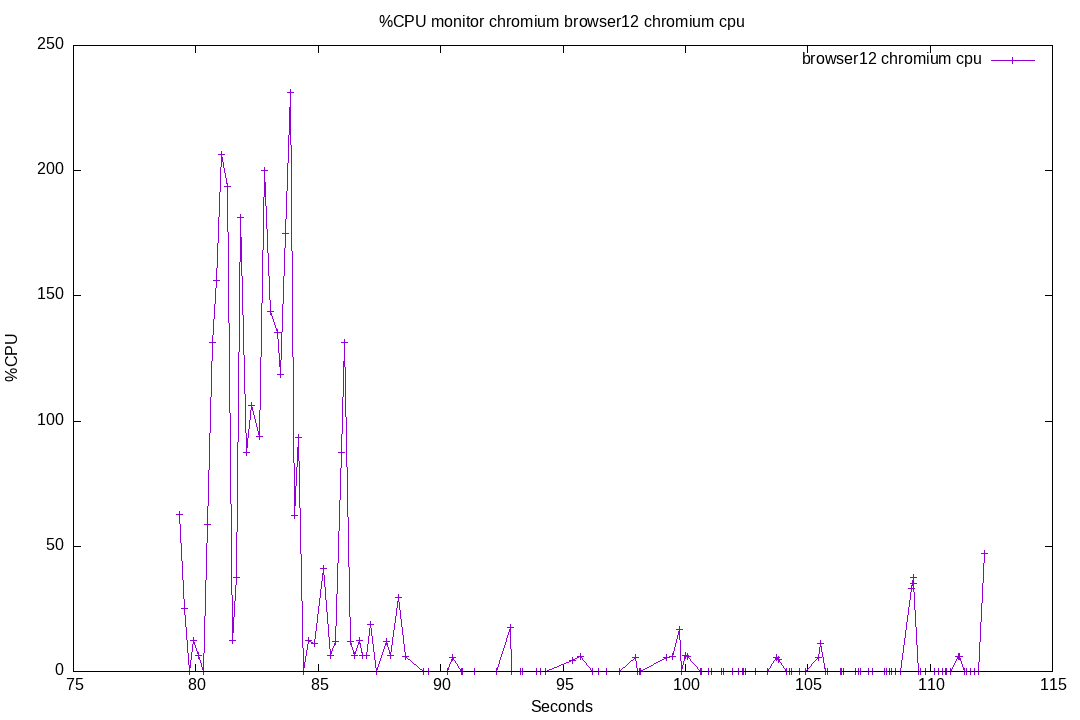 %CPU monitor chromium browser12 chromium cpu
browser12 chromium cpu
250
200
150
100
50
0
%CPU
75 80 85 90 95 100 105 110 115
Seconds